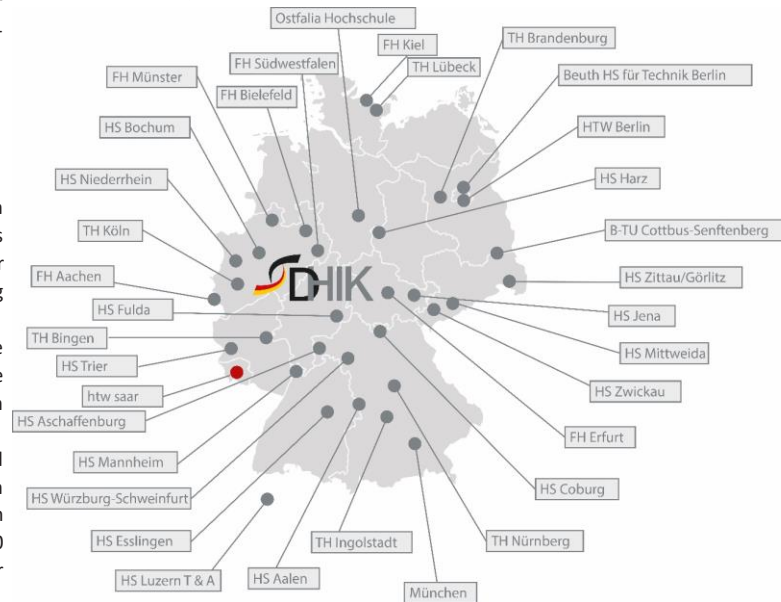 Ostfalia Hochschule
FH Kiel
TH Brandenburg
FH Südwestfalen
TH Lübeck
Beuth HS für Technik Berlin
FH Münster
FH Bielefeld
HTW Berlin
HS Bochum
HS Harz
HS Niederrhein
TH Köln
B-TU Cottbus-Senftenberg
FH Aachen
DHIK
HS Zittau/Görlitz
HS Fulda
HS Jena
TH Bingen
HS Mittweida
HS Trier
HS Zwickau
htw saar
HS Aschaffenburg
FH Erfurt
HS Mannheim
HS Coburg
HS Würzburg-Schweinfurt
HS Esslingen
TH Ingolstadt
TH Nürnberg
HS Luzern T & A
HS Aalen
München